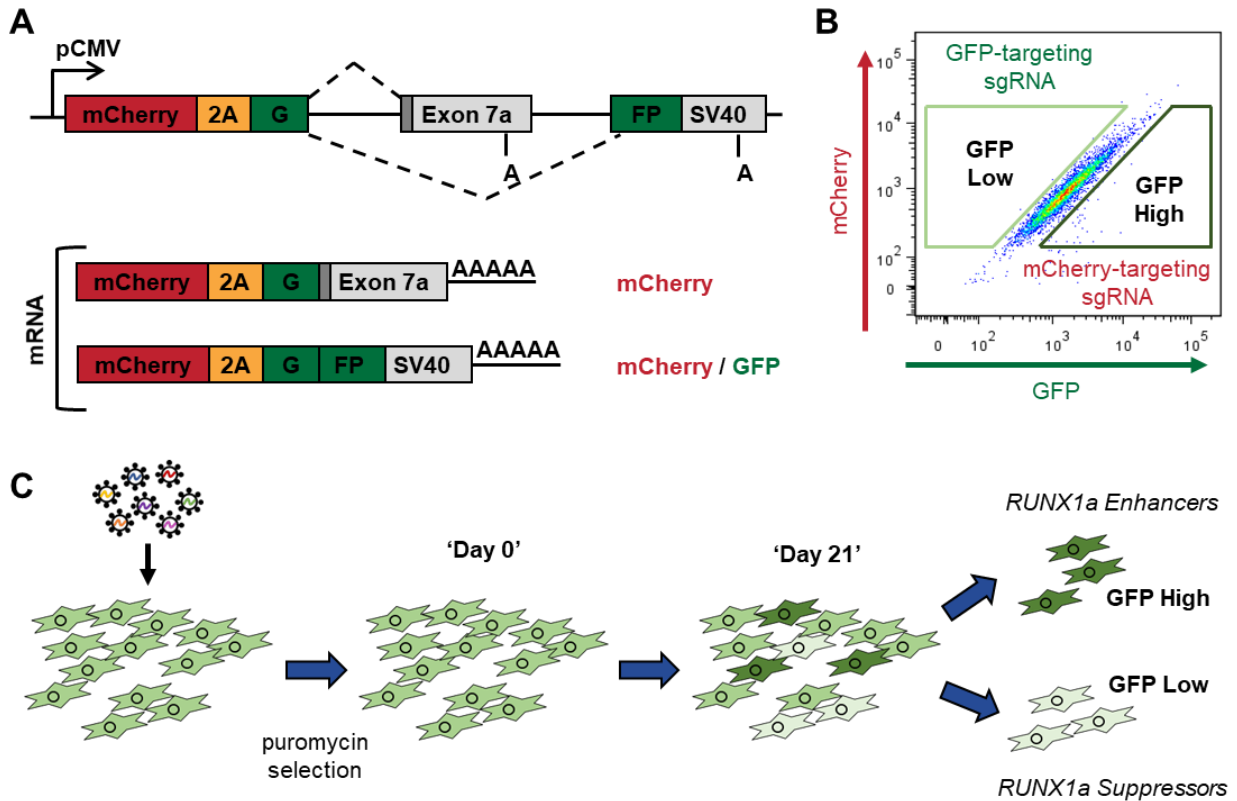 A
pCMV
mCherry 2A G Exon 7a FP SV40
A A
mRNA
mCherry 2A G Exon 7a AAAAA mCherry
mCherry 2A G FP SV40 AAAAA mCherry / GFP
B
GFP-targeting
sgRNA
GFP
Low
GFP
High
mCherry-targeting
sgRNA
mCherry
10^5
10^4
10^3
10^2
0
0 10^2 10^3 10^4 10^5
GFP
C
'Day 0'
'Day 21'
puromycin
selection
RUNX1a Enhancers
GFP High
GFP Low
RUNX1a Suppressors